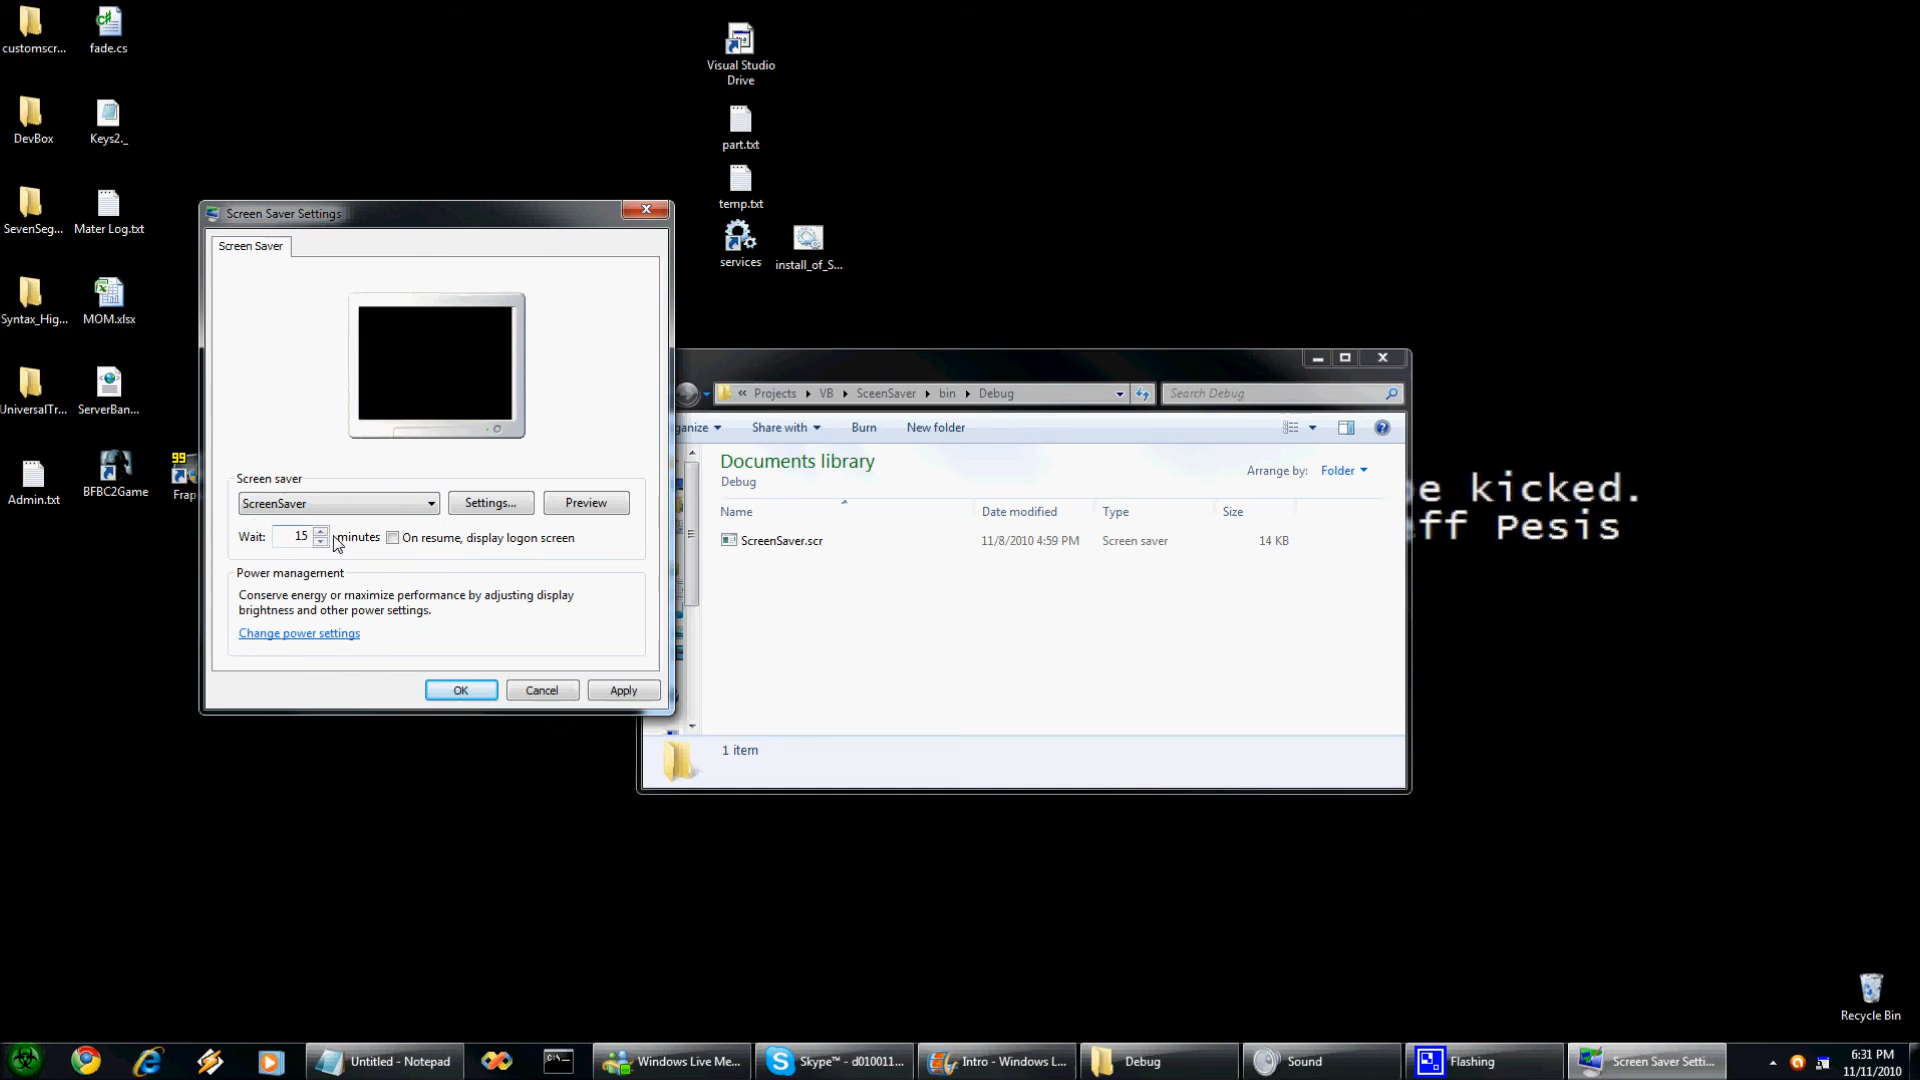 customscr...
fade.cs
DevBox
Keys2._
SevenSeg...
Mater Log.txt
Syntax_Hig...
MOM.xlsx
UniversalTr...
ServerBan...
Admin.txt
BFBC2Game
99
Frap
Visual Studio
Drive
part.txt
temp.txt
services
install_of_S...
Screen Saver Settings
Screen Saver
Screen saver
ScreenSaver
Settings...
Preview
Wait:
15
minutes
On resume, display logon screen
Power management
Conserve energy or maximize performance by adjusting display
brightness and other power settings.
Change power settings
OK
Cancel
Apply
« Projects VB SceenSaver bin Debug
Search Debug
ganize
Share with
Burn
New folder
Documents library
Debug
Arrange by: Folder
Name
Date modified
Type
Size
ScreenSaver.scr
11/8/2010 4:59 PM
Screen saver
14 KB
1 item
e kicked.
ff Pesis
Recycle Bin
Untitled - Notepad
C:\
Windows Live Me...
Skype™ - d010011...
Intro - Windows L...
Debug
Sound
Flashing
Screen Saver Setti...
6:31 PM
11/11/2010